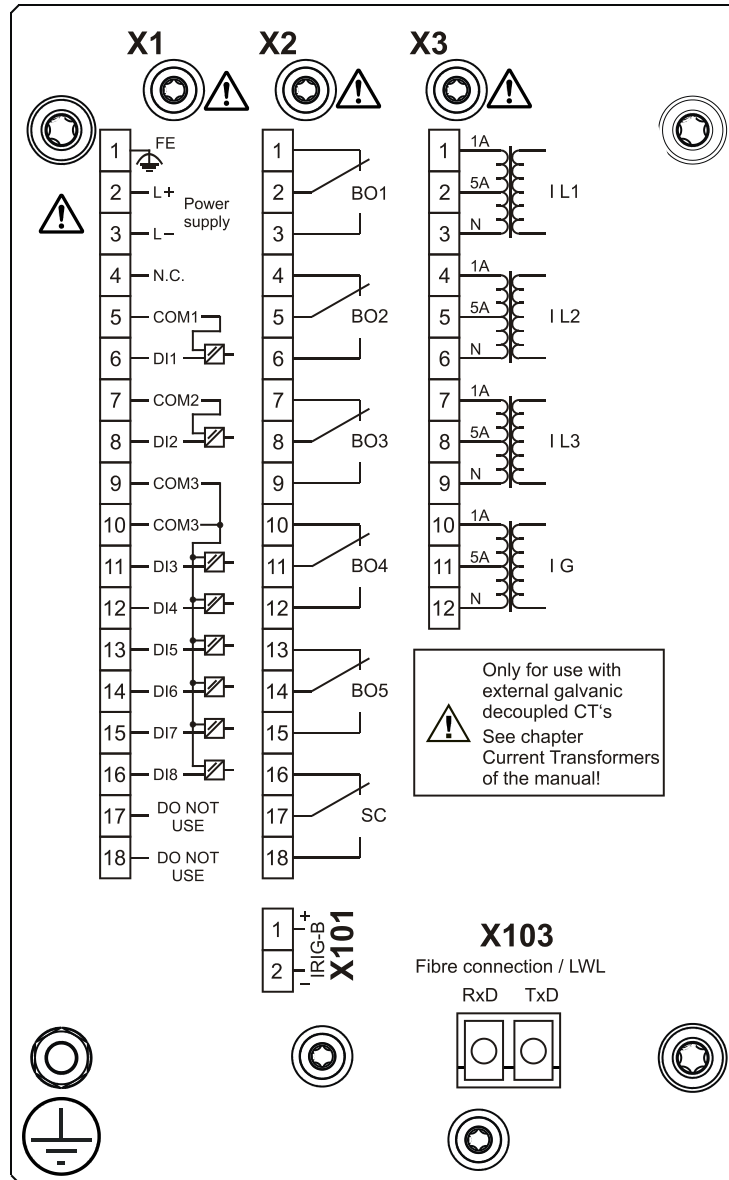 X1
X2
X3
1
FE
2
L+
Power
supply
3
L−
4
N.C.
5
COM1
6
DI1
7
COM2
8
DI2
9
COM3
10
COM3
11
DI3
12
DI4
13
DI5
14
DI6
15
DI7
16
DI8
17
DO NOT
USE
18
DO NOT
USE
1
2
BO1
3
4
5
BO2
6
7
8
BO3
9
10
11
BO4
12
13
14
BO5
15
16
17
SC
18
1
1A
2
5A
I L1
3
N
4
1A
5
5A
I L2
6
N
7
1A
8
5A
I L3
9
N
10
1A
11
5A
I G
12
N
Only for use with
external galvanic
decoupled CT‘s
See chapter
Current Transformers
of the manual!
1
+
2
−
IRIG-B
X101
X103
Fibre connection / LWL
RxD TxD